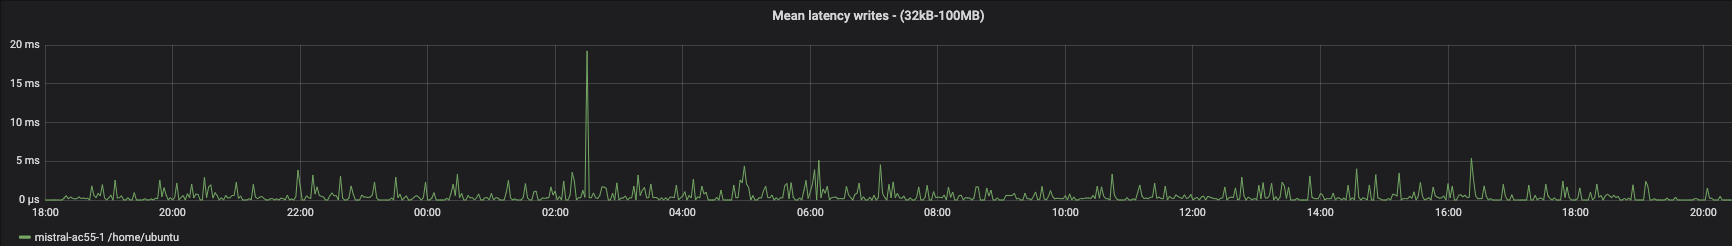 Mean latency writes - (32kB-100MB)
20 ms
15 ms
10 ms
5 ms
0 µs
18:00 20:00 22:00 00:00 02:00 04:00 06:00 08:00 10:00 12:00 14:00 16:00 18:00 20:00
mistral-ac55-1 /home/ubuntu